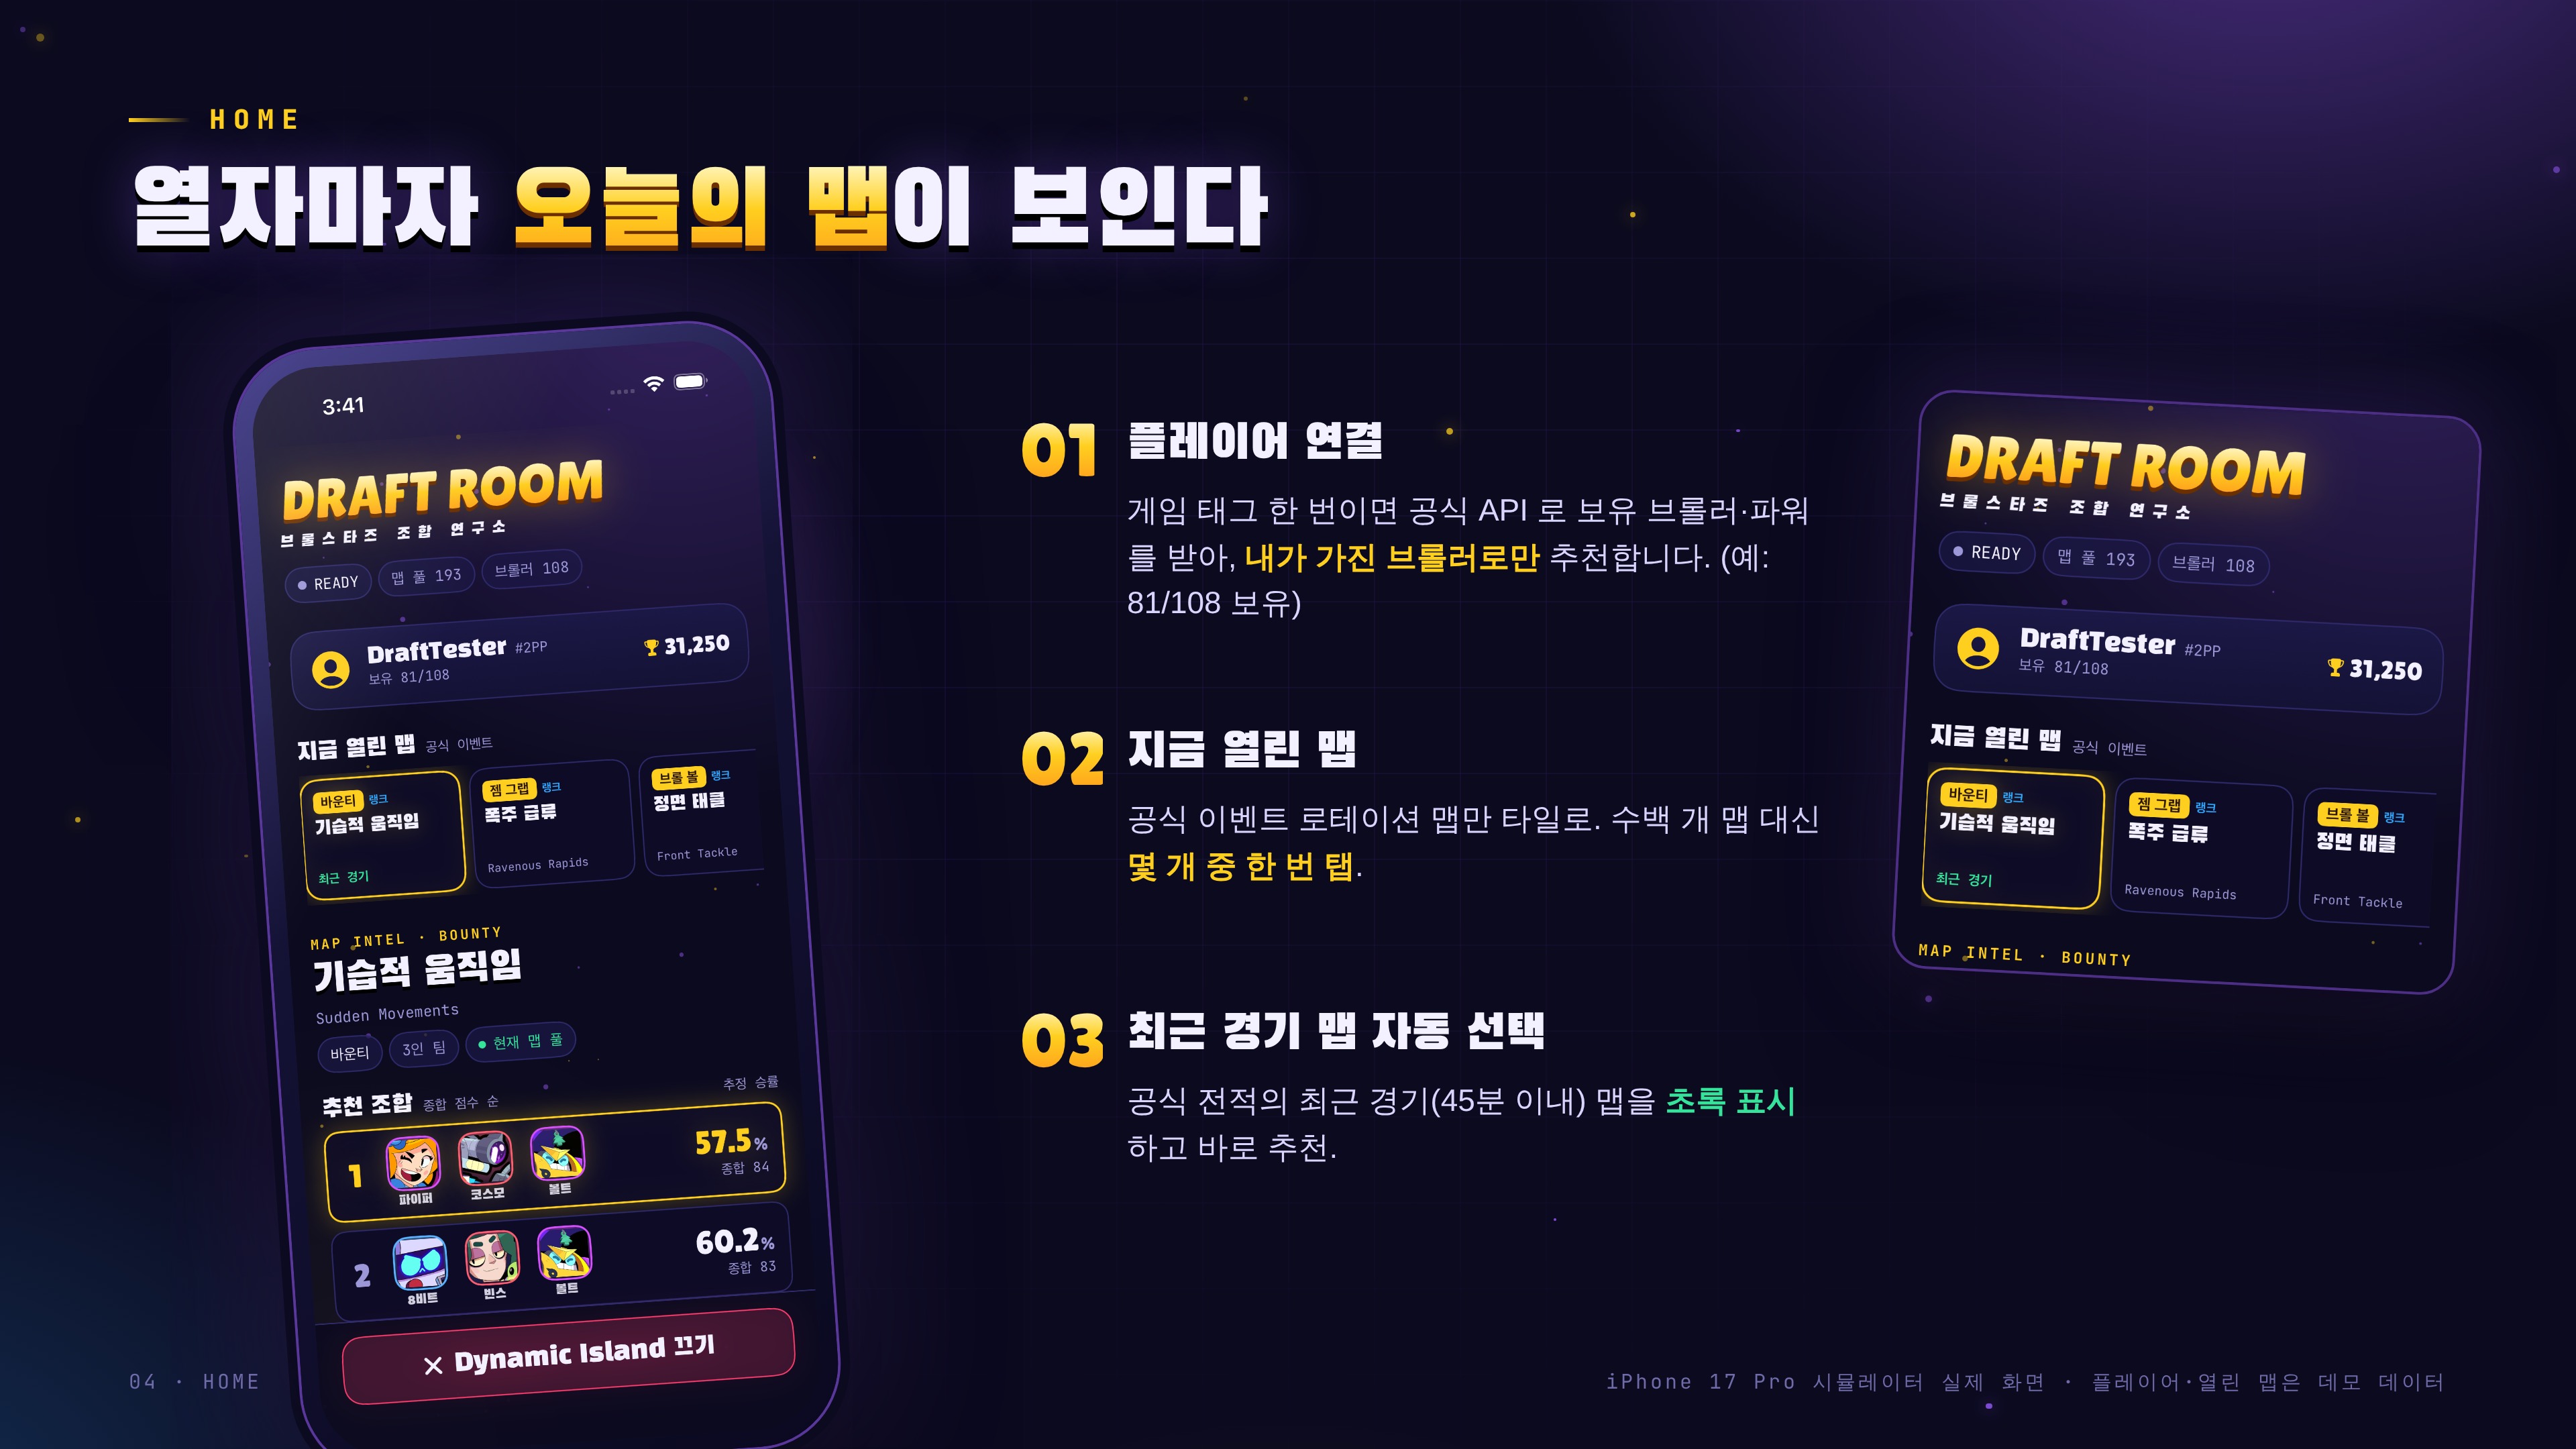 HOME
열자마자 오늘의 맵이 보인다
3:41
DRAFT ROOM
브롤스타즈 조합 연구소
READY
맵 풀 193
브롤러 108
DraftTester #2PP
보유 81/108
31,250
지금 열린 맵 공식 이벤트
바운티 랭크
기습적 움직임
최근 경기
젬 그랩 랭크
폭주 급류
Ravenous Rapids
브롤 볼 랭크
정면 태클
Front Tackle
MAP INTEL · BOUNTY
기습적 움직임
Sudden Movements
바운티
3인 팀
현재 맵 풀
추천 조합 종합 점수 순
추정 승률
1
파이퍼
코스모
볼트
57.5%
종합 84
2
8비트
빈스
볼트
60.2%
종합 83
× Dynamic Island 끄기
01 플레이어 연결
게임 태그 한 번이면 공식 API 로 보유 브롤러·파워
를 받아, 내가 가진 브롤러로만 추천합니다. (예:
81/108 보유)
02 지금 열린 맵
공식 이벤트 로테이션 맵만 타일로. 수백 개 맵 대신
몇 개 중 한 번 탭.
03 최근 경기 맵 자동 선택
공식 전적의 최근 경기(45분 이내) 맵을 초록 표시
하고 바로 추천.
DRAFT ROOM
브롤스타즈 조합 연구소
READY
맵 풀 193
브롤러 108
DraftTester #2PP
보유 81/108
31,250
지금 열린 맵 공식 이벤트
바운티 랭크
기습적 움직임
최근 경기
젬 그랩 랭크
폭주 급류
Ravenous Rapids
브롤 볼 랭크
정면 태클
Front Tackle
MAP INTEL · BOUNTY
04 · HOME
iPhone 17 Pro 시뮬레이터 실제 화면 · 플레이어·열린 맵은 데모 데이터